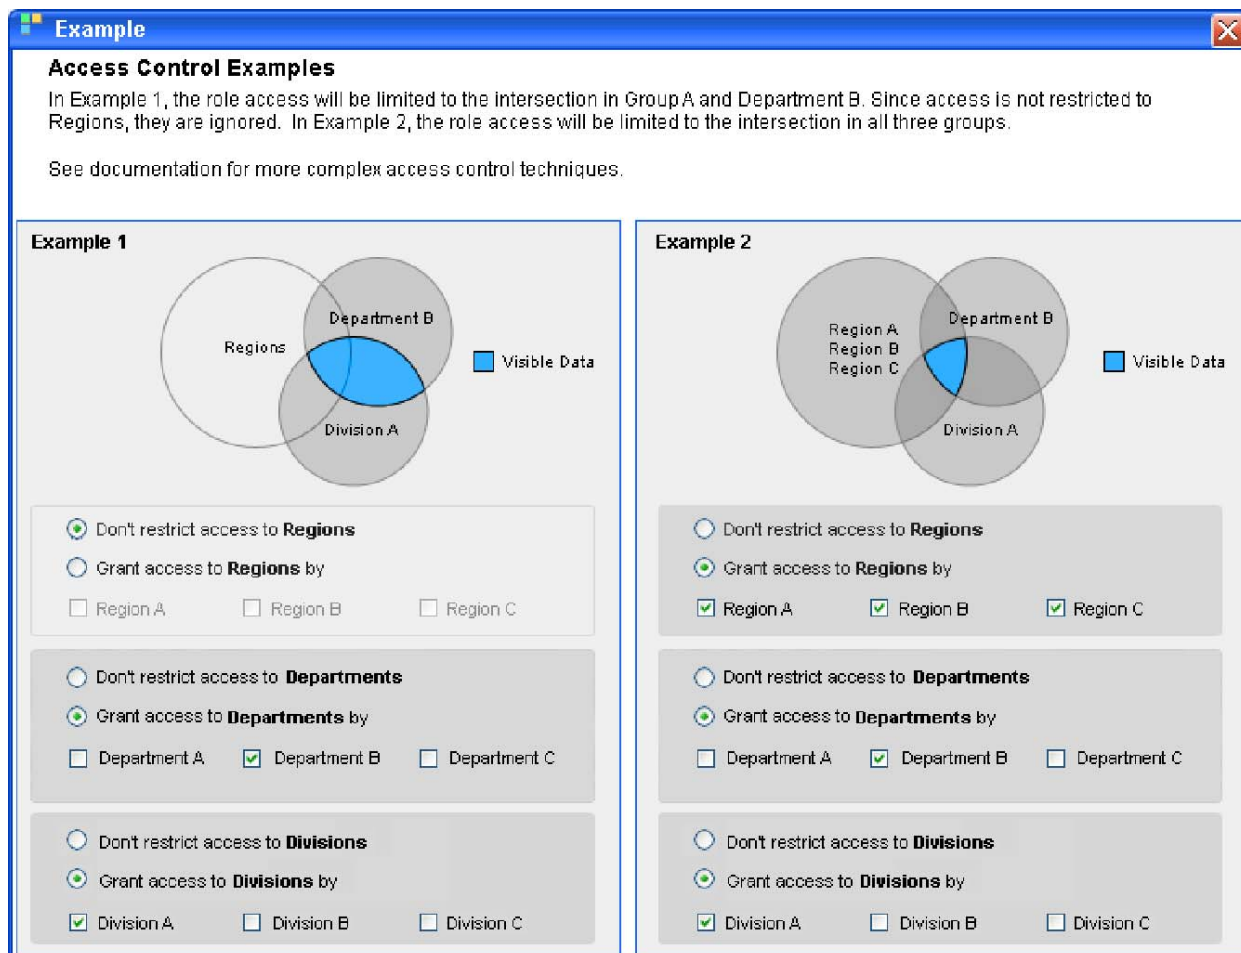 Example
Access Control Examples
In Example 1, the role access will be limited to the intersection in Group A and Department B. Since access is not restricted to
Regions, they are ignored. In Example 2, the role access will be limited to the intersection in all three groups.
See documentation for more complex access control techniques.
Example 1
Department B
Regions
Visible Data
Division A
Don't restrict access to Regions
Grant access to Regions by
Region A Region B Region C
Don't restrict access to Departments
Grant access to Departments by
Department A Department B Department C
Don't restrict access to Divisions
Grant access to Divisions by
Division A Division B Division C
Example 2
Department B
Region A
Region B
Region C
Visible Data
Division A
Don't restrict access to Regions
Grant access to Regions by
Region A Region B Region C
Don't restrict access to Departments
Grant access to Departments by
Department A Department B Department C
Don't restrict access to Divisions
Grant access to Divisions by
Division A Division B Division C